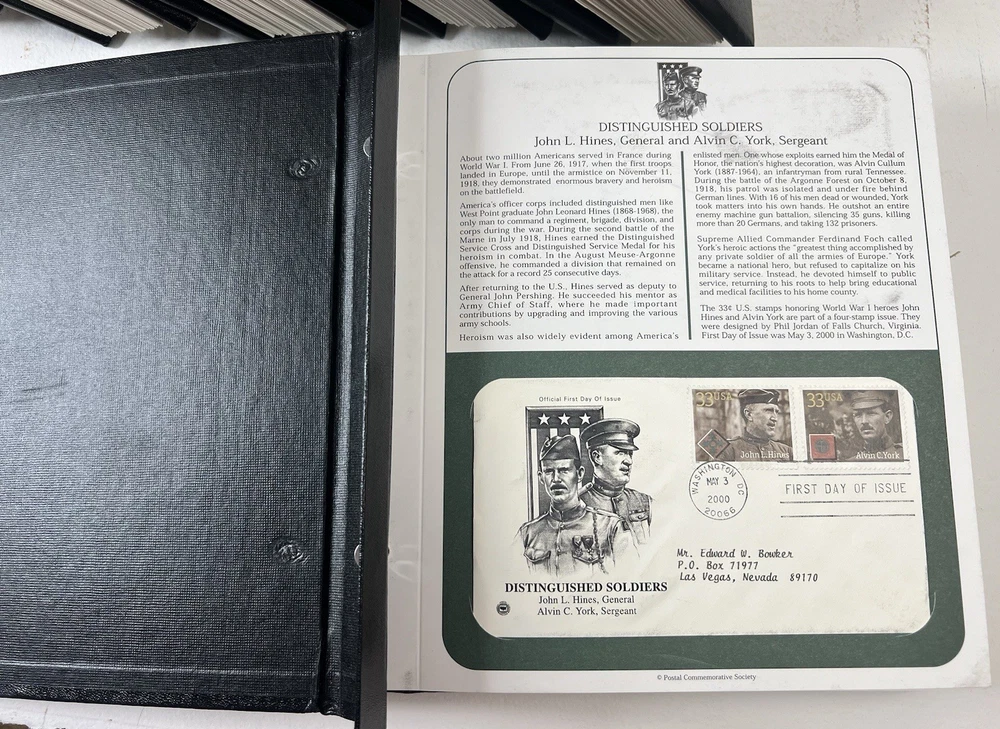 DISTINGUISHED SOLDIERS
John L. Hines, General and Alvin C. York, Sergeant
About two million Americans served in France during
World War I. From June 26, 1917, when the first troops
landed in Europe, until the armistice on November 11,
1918, they demonstrated enormous bravery and heroism
on the battlefield.
America's officer corps included distinguished men like
West Point graduate John Leonard Hines (1868-1968), the
only man to command a regiment, brigade, division, and
corps during the war. During the second battle of the
Marne in July 1918, Hines earned the Distinguished
Service Cross and Distinguished Service Medal for his
heroism in combat. In the August Meuse-Argonne
offensive, he commanded a division that remained on
the attack for a record 25 consecutive days.
After returning to the U.S., Hines served as deputy to
General John Pershing. He succeeded his mentor as
Army Chief of Staff, where he made important
contributions by upgrading and improving the various
army schools.
Heroism was also widely evident among America's
enlisted men. One whose exploits earned him the Medal of
Honor, the nation's highest decoration, was Alvin Cullum
York (1887-1964), an infantryman from rural Tennessee.
During the battle of the Argonne Forest on October 8,
1918, his patrol was isolated and under fire behind
German lines. With 16 of his men dead or wounded, York
took matters into his own hands. He outshot an entire
enemy machine gun battalion, silencing 35 guns, killing
more than 20 Germans, and taking 132 prisoners.
Supreme Allied Commander Ferdinand Foch called
York's heroic actions the "greatest thing accomplished by
any private soldier of all the armies of Europe." York
became a national hero, but refused to capitalize on his
military service. Instead, he devoted himself to public
service, returning to his roots to help bring educational
and medical facilities to his home county.
The 33¢ U.S. stamps honoring World War I heroes John
Hines and Alvin York are part of a four-stamp issue. They
were designed by Phil Jordan of Falls Church, Virginia.
First Day of Issue was May 3, 2000 in Washington, D.C.
Official First Day Of Issue
33USA
John L. Hines
33USA
Alvin C. York
WASHINGTON DC
MAY 3
2000
20066
FIRST DAY OF ISSUE
Mr. Edward W. Bowker
P.O. Box 71977
Las Vegas, Nevada 89170
DISTINGUISHED SOLDIERS
John L. Hines, General
Alvin C. York, Sergeant
© Postal Commemorative Society